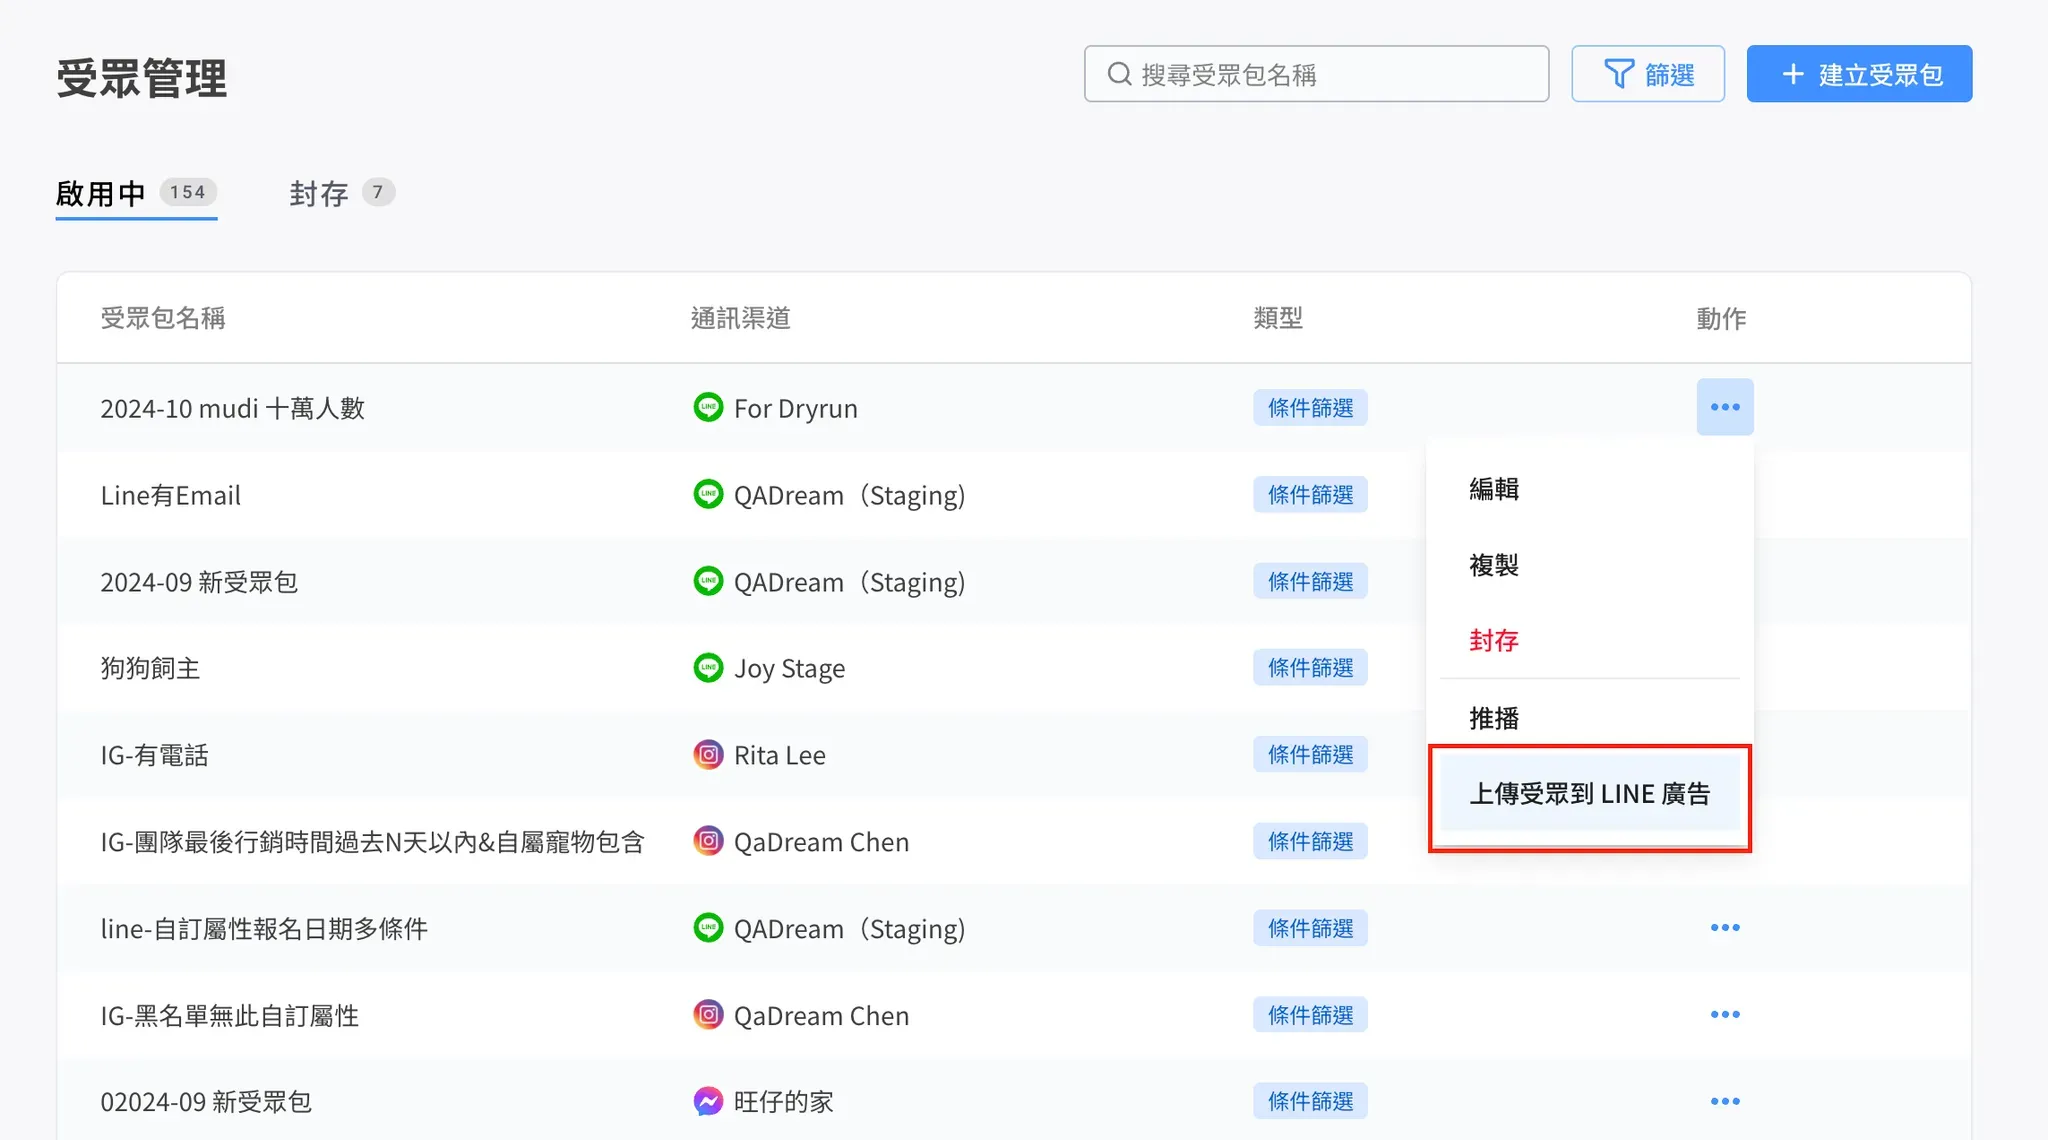 受眾管理
搜尋受眾包名稱
篩選
建立受眾包
啟用中 154
封存 7
受眾包名稱 通訊渠道 類型 動作
2024-10 mudi 十萬人數 For Dryrun 條件篩選
Line有Email QADream（Staging) 條件篩選
2024-09 新受眾包 QADream（Staging) 條件篩選
狗狗飼主 Joy Stage 條件篩選
IG-有電話 Rita Lee 條件篩選
IG-團隊最後行銷時間過去N天以內&自屬寵物包含 QaDream Chen 條件篩選
line-自訂屬性報名日期多條件 QADream（Staging) 條件篩選
IG-黑名單無此自訂屬性 QaDream Chen 條件篩選
02024-09 新受眾包 旺仔的家 條件篩選
編輯
複製
封存
推播
上傳受眾到 LINE 廣告